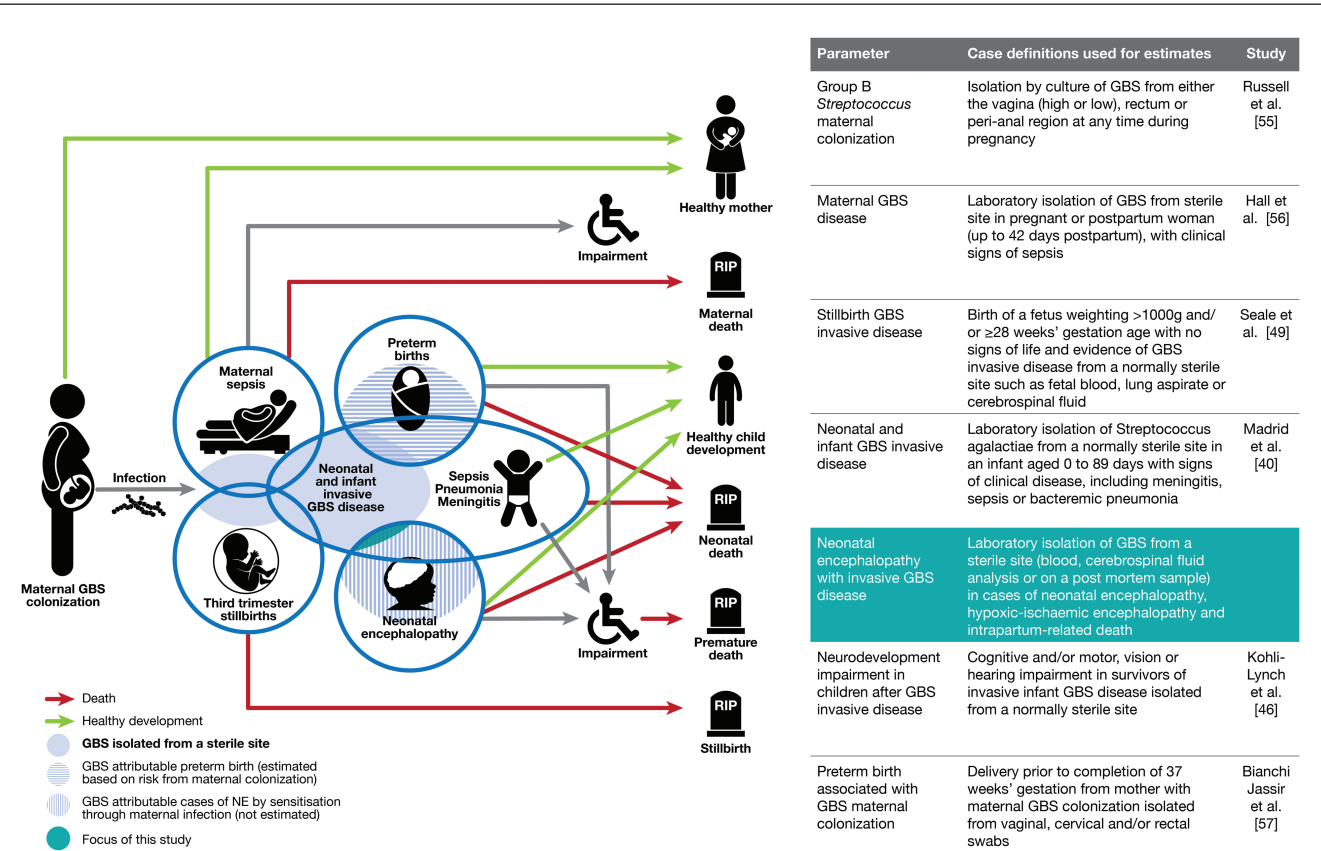 Healthy mother
Impairment
RIP
Maternal
death
Preterm
births
Maternal
sepsis
Healthy child
development
Infection
Neonatal
and infant
invasive
GBS disease
Sepsis
Pneumonia
Meningitis
RIP
Neonatal
death
Maternal GBS
colonization
Third trimester
stillbirths
Neonatal
encephalopathy
Impairment
RIP
Premature
death
RIP
Stillbirth
Death
Healthy development
GBS isolated from a sterile site
GBS attributable preterm birth (estimated
based on risk from maternal colonization)
GBS attributable cases of NE by sensitisation
through maternal infection (not estimated)
Focus of this study
Parameter Case definitions used for estimates Study
Group B Isolation by culture of GBS from either Russell
Streptococcus the vagina (high or low), rectum or et al.
maternal peri-anal region at any time during [55]
colonization pregnancy
Maternal GBS Laboratory isolation of GBS from sterile Hall et
disease site in pregnant or postpartum woman al. [56]
(up to 42 days postpartum), with clinical
signs of sepsis
Stillbirth GBS Birth of a fetus weighting >1000g and/ Seale et
invasive disease or ≥28 weeks’ gestation age with no al. [49]
signs of life and evidence of GBS
invasive disease from a normally sterile
site such as fetal blood, lung aspirate or
cerebrospinal fluid
Neonatal and Laboratory isolation of Streptococcus Madrid
infant GBS invasive agalactiae from a normally sterile site in et al.
disease an infant aged 0 to 89 days with signs [40]
of clinical disease, including meningitis,
sepsis or bacteremic pneumonia
Neonatal Laboratory isolation of GBS from a
encephalopathy sterile site (blood, cerebrospinal fluid
with invasive GBS analysis or on a post mortem sample)
disease in cases of neonatal encephalopathy,
hypoxic-ischaemic encephalopathy and
intrapartum-related death
Neurodevelopment Cognitive and/or motor, vision or Kohli-
impairment in hearing impairment in survivors of Lynch
children after GBS invasive infant GBS disease isolated et al.
invasive disease from a normally sterile site [46]
Preterm birth Delivery prior to completion of 37 Bianchi
associated with weeks’ gestation from mother with Jassir
GBS maternal maternal GBS colonization isolated et al.
colonization from vaginal, cervical and/or rectal [57]
swabs